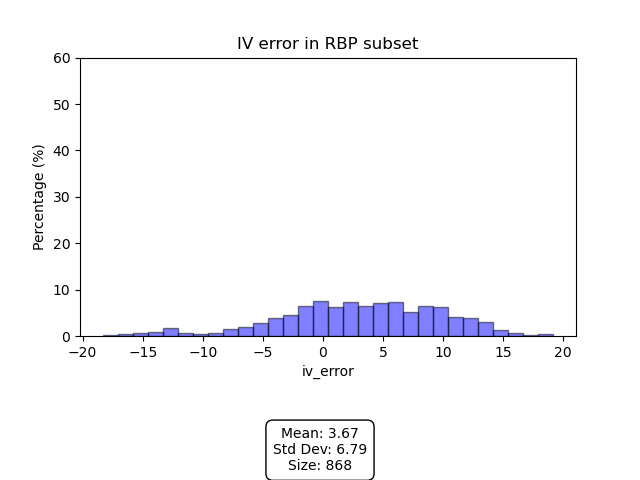 IV error in RBP subset
60
50
40
30
20
10
0
Percentage (%)
−20 −15 −10 −5 0 5 10 15 20
iv_error
Mean: 3.67
Std Dev: 6.79
Size: 868